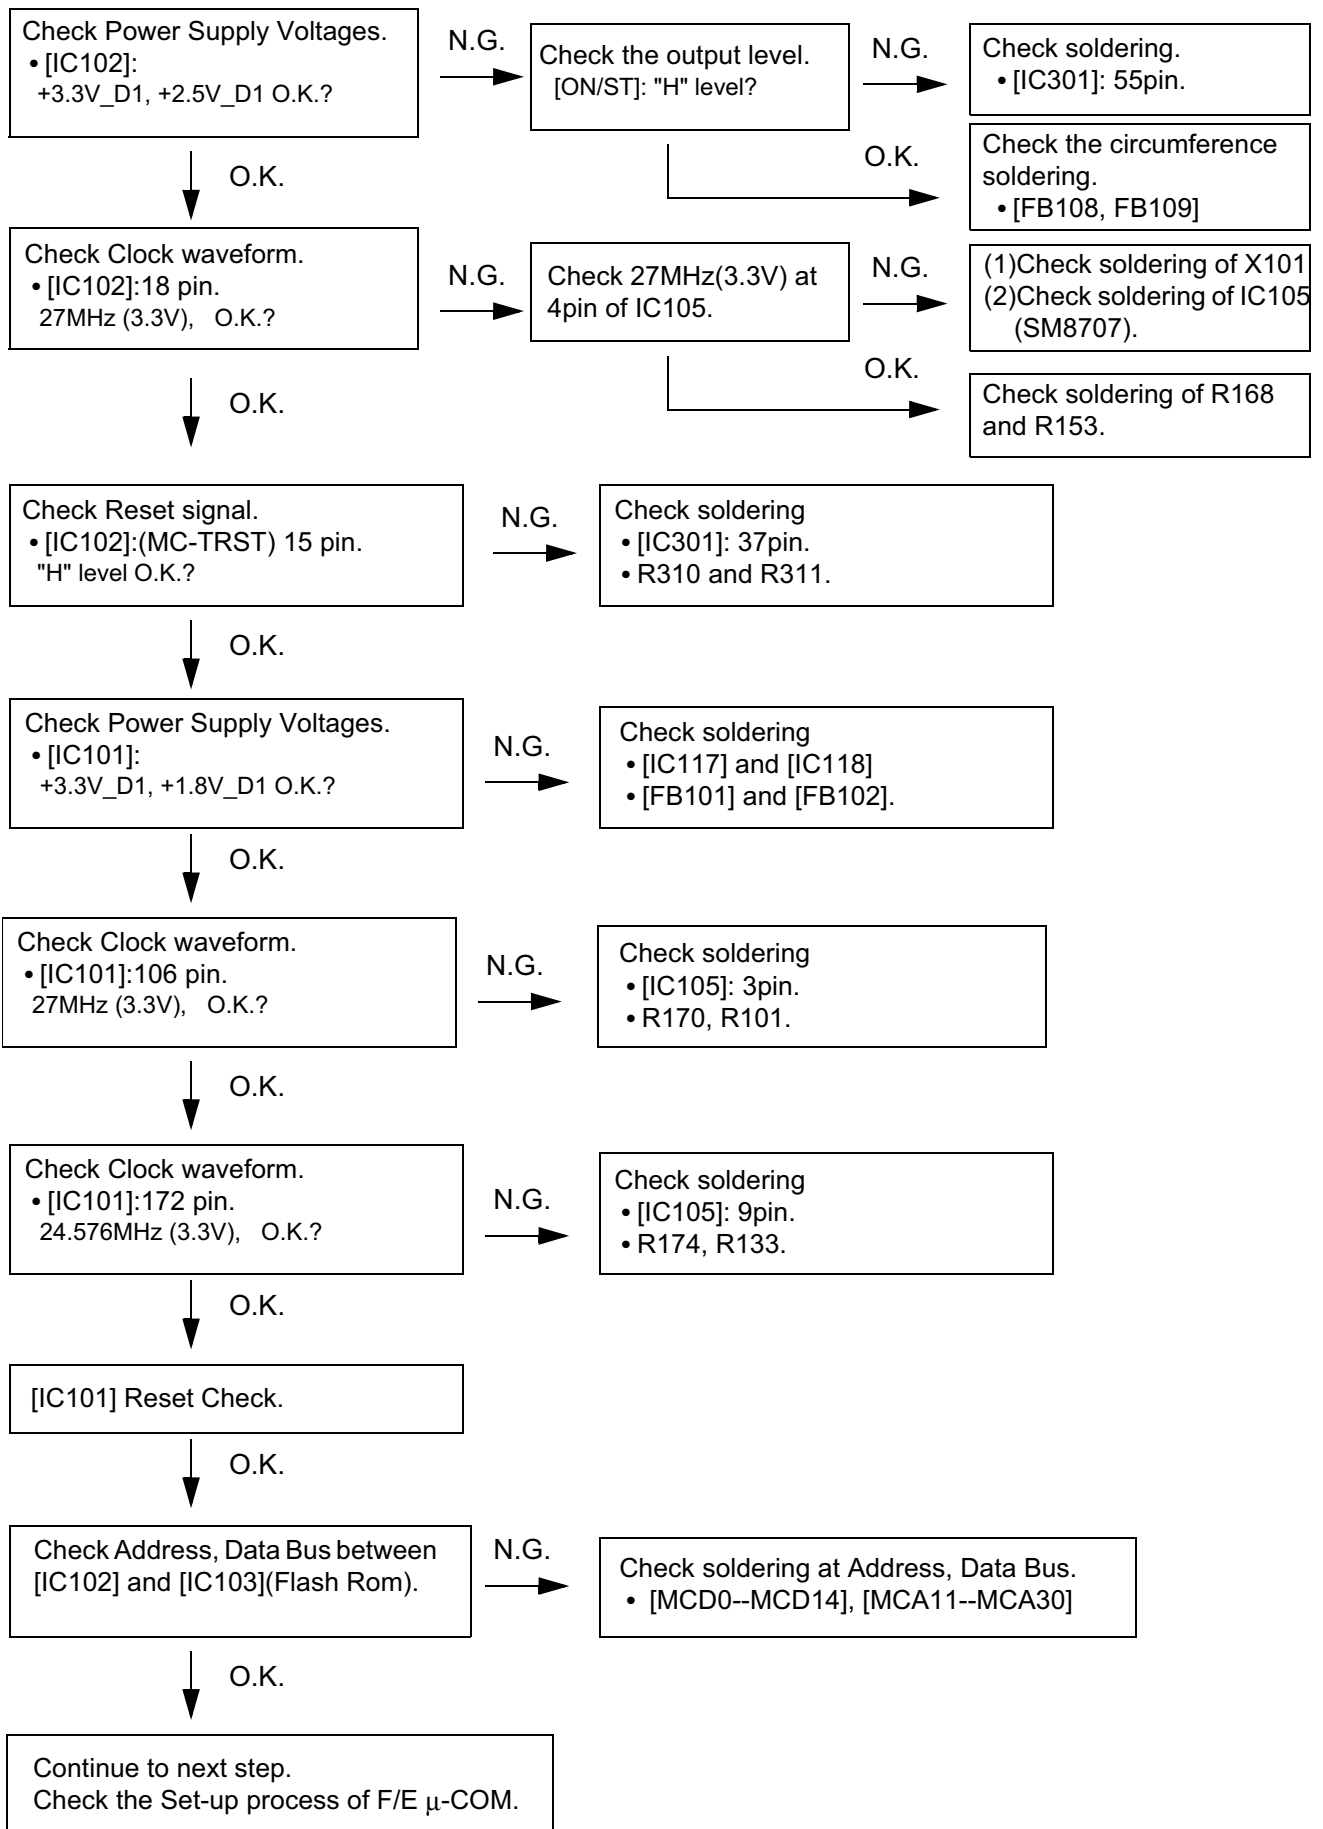 Check Power Supply Voltages.
• [IC102]:
+3.3V_D1, +2.5V_D1 O.K.?
N.G.
Check the output level.
[ON/ST]: "H" level?
N.G.
Check soldering.
• [IC301]: 55pin.
O.K.
Check the circumference
soldering.
• [FB108, FB109]
O.K.
Check Clock waveform.
• [IC102]:18 pin.
27MHz (3.3V), O.K.?
N.G.
Check 27MHz(3.3V) at
4pin of IC105.
N.G.
(1)Check soldering of X101
(2)Check soldering of IC105
(SM8707).
O.K.
Check soldering of R168
and R153.
O.K.
Check Reset signal.
• [IC102]:(MC-TRST) 15 pin.
"H" level O.K.?
N.G.
Check soldering
• [IC301]: 37pin.
• R310 and R311.
O.K.
Check Power Supply Voltages.
• [IC101]:
+3.3V_D1, +1.8V_D1 O.K.?
N.G.
Check soldering
• [IC117] and [IC118]
• [FB101] and [FB102].
O.K.
Check Clock waveform.
• [IC101]:106 pin.
27MHz (3.3V), O.K.?
N.G.
Check soldering
• [IC105]: 3pin.
• R170, R101.
O.K.
Check Clock waveform.
• [IC101]:172 pin.
24.576MHz (3.3V), O.K.?
N.G.
Check soldering
• [IC105]: 9pin.
• R174, R133.
O.K.
[IC101] Reset Check.
O.K.
Check Address, Data Bus between
[IC102] and [IC103](Flash Rom).
N.G.
Check soldering at Address, Data Bus.
• [MCD0--MCD14], [MCA11--MCA30]
O.K.
Continue to next step.
Check the Set-up process of F/E μ-COM.